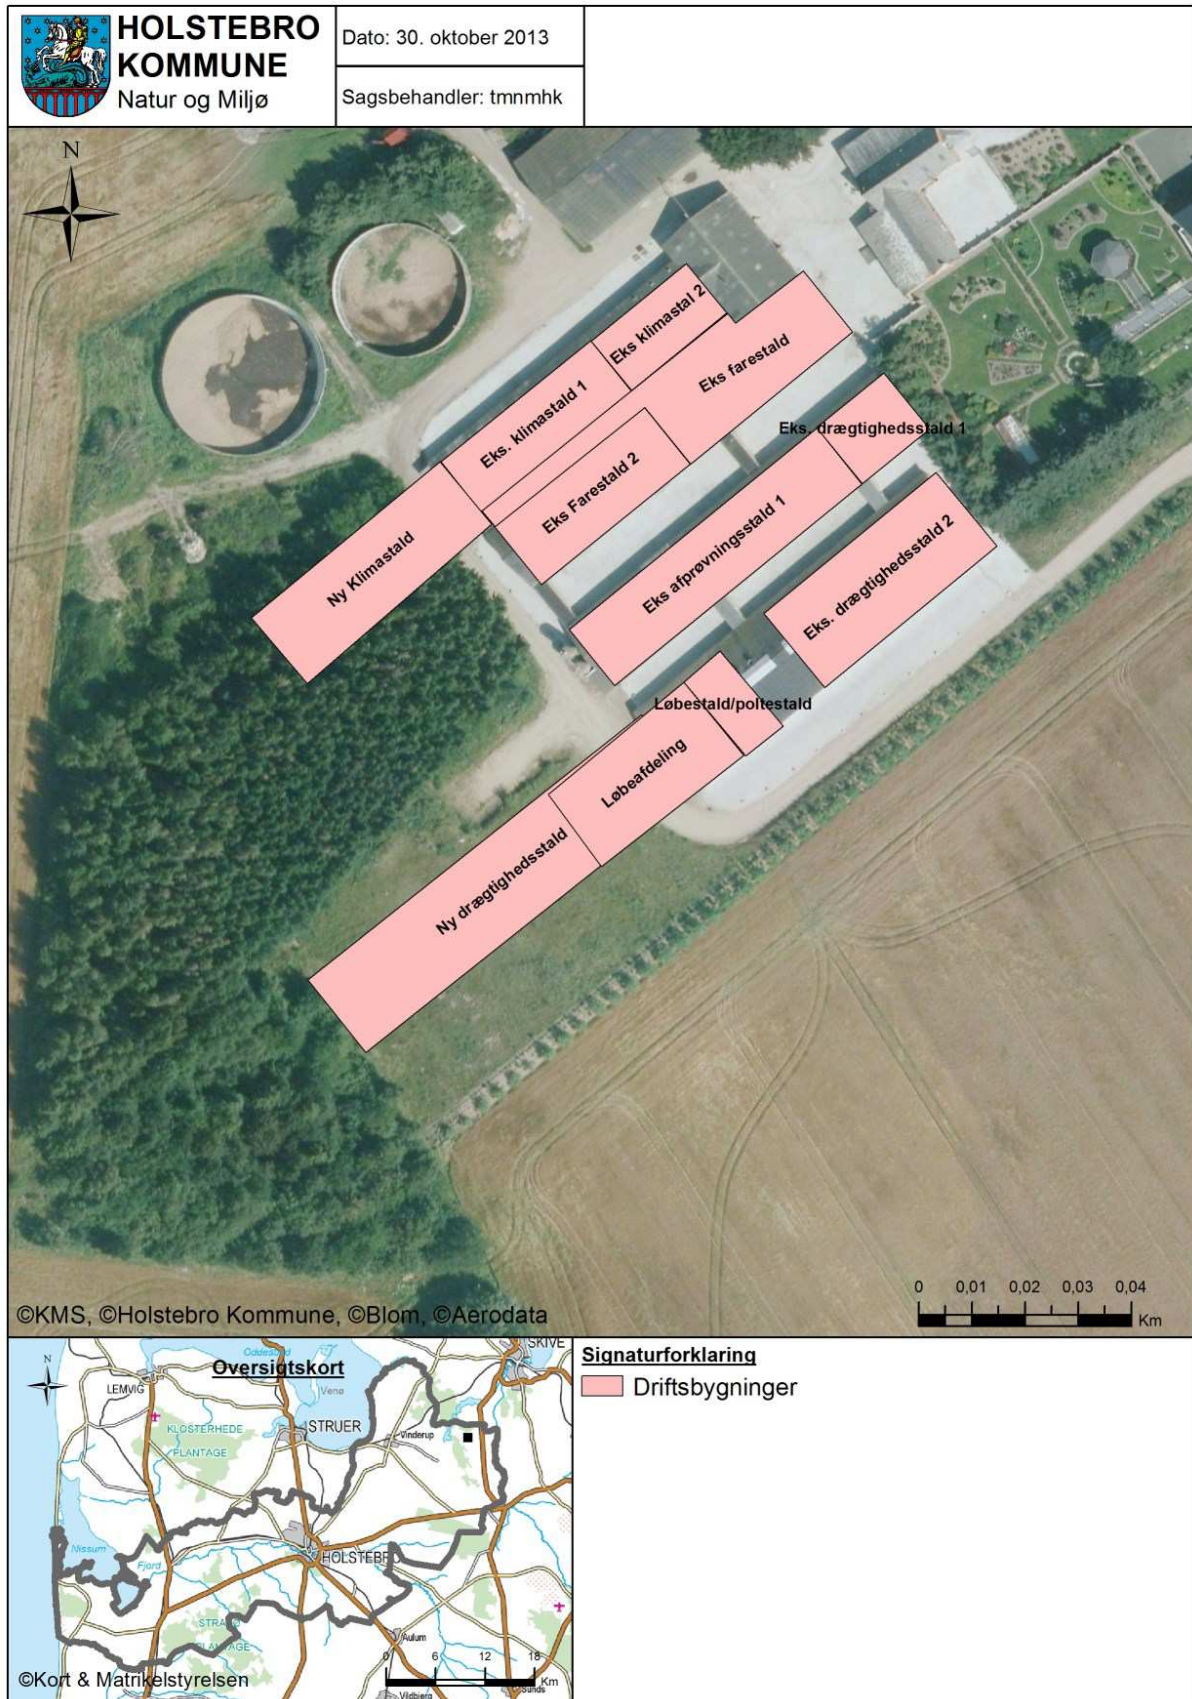 HOLSTEBRO
KOMMUNE
Natur og Miljø
Dato: 30. oktober 2013
Sagsbehandler: tmnmhk
N
Eks klimastal 2
Eks farestald
Eks. klimastald 1
Eks. drægtighedsstald 1
Eks Farestald 2
Eks afprøvningsstald 1
Ny Klimastald
Eks. drægtighedsstald 2
Løbestald/poltestald
Løbeafdeling
Ny drægtighedsstald
0 0,01 0,02 0,03 0,04
Km
©KMS, ©Holstebro Kommune, ©Blom, ©Aerodata
Oversigtskort
N
SKIVE
Venø
LEMVIG
KLOSTERHEDE
PLANTAGE
STRUER
Vinderup
Nissum
Fjord
HOLSTEBRO
PLANTAGE
Aulum
0 6 12 18
Km
Vildbjerg
Sunds
©Kort & Matrikelstyrelsen
Signaturforklaring
Driftsbygninger